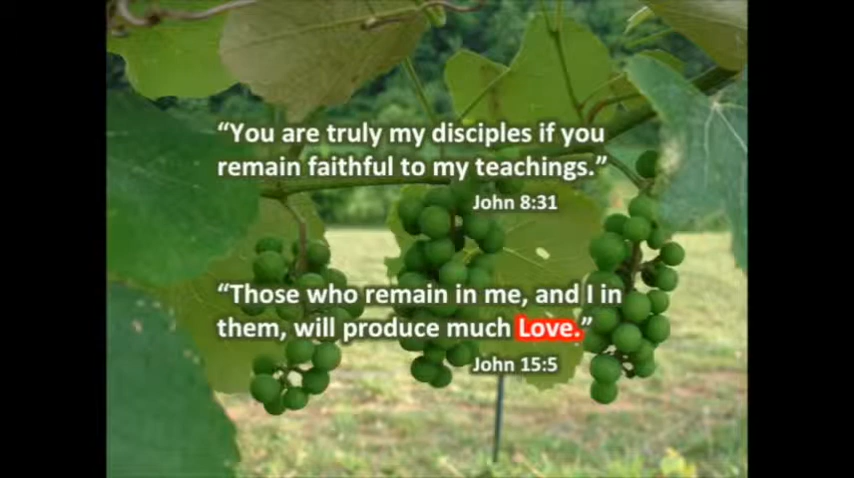 “You are truly my disciples if you
remain faithful to my teachings.”
John 8:31
“Those who remain in me, and I in
them, will produce much Love.”
John 15:5